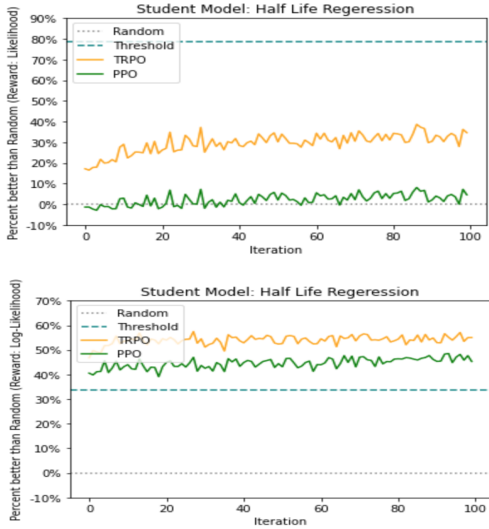 Student Model: Half Life Regeression
Percent better than Random (Reward: Likelihood)
90%
80%
70%
60%
50%
40%
30%
20%
10%
0%
-10%
Random
Threshold
TRPO
PPO
0
20
40
60
80
100
Iteration
Student Model: Half Life Regeression
Percent better than Random (Reward: Log-Likelihood)
70%
60%
50%
40%
30%
20%
10%
0%
-10%
Random
Threshold
TRPO
PPO
0
20
40
60
80
100
Iteration